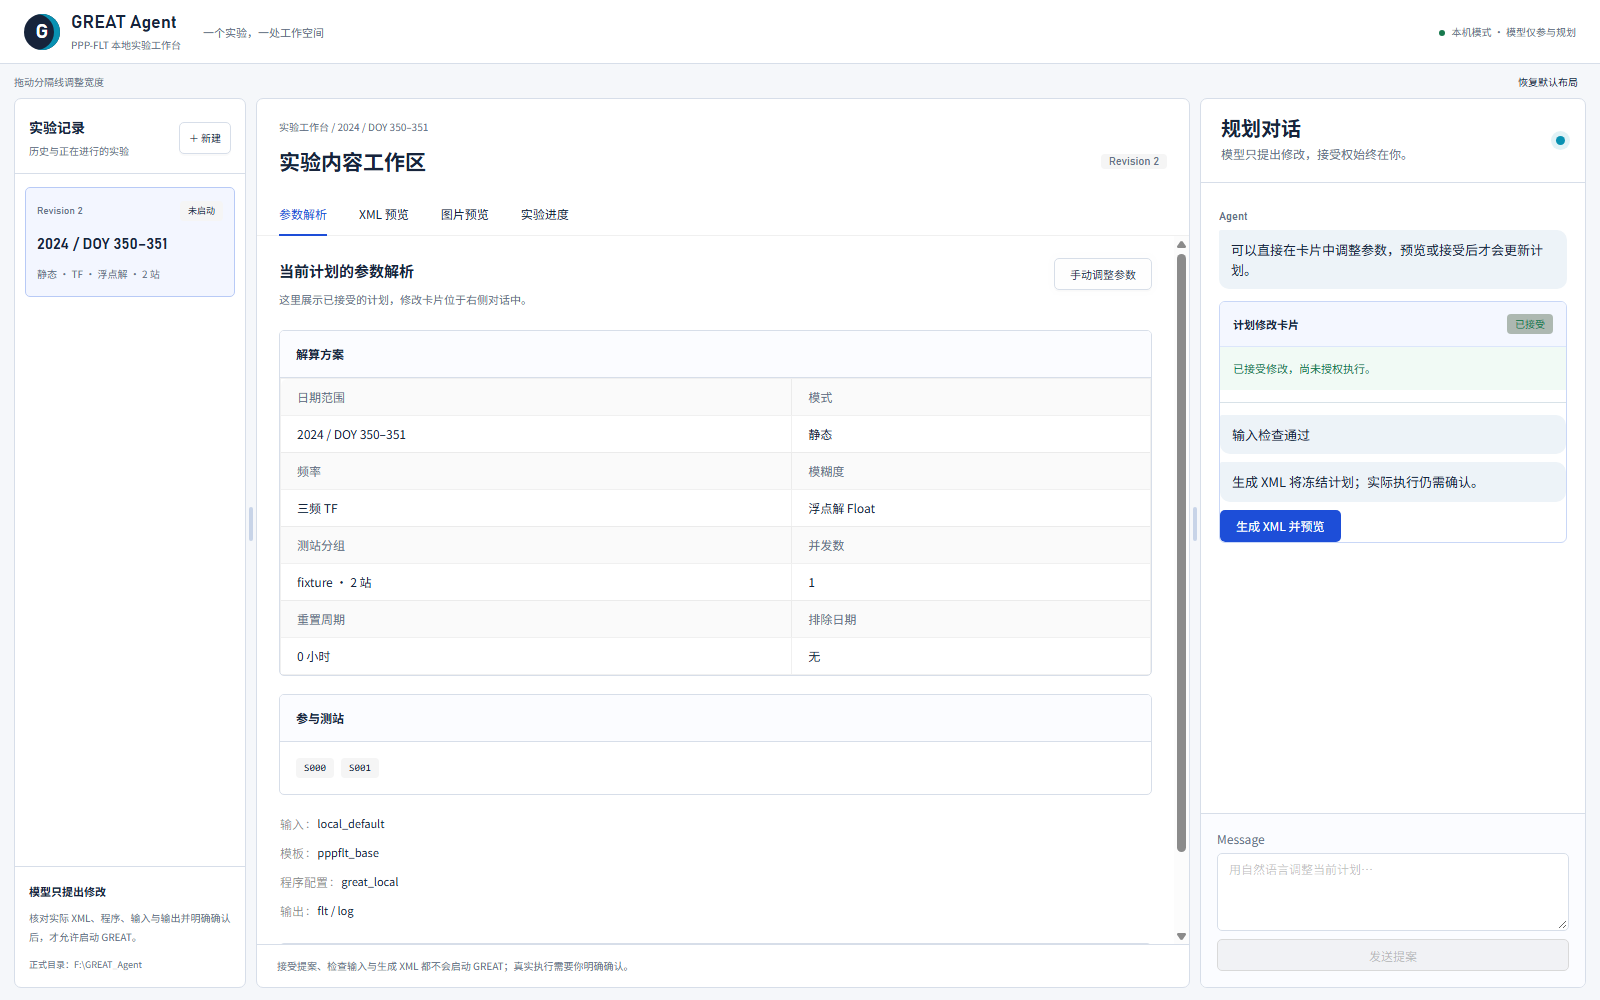 G
GREAT Agent
PPP-FLT 本地实验工作台
一个实验，一处工作空间
本机模式 · 模型仅参与规划
拖动分隔线调整宽度
恢复默认布局
实验记录
历史与正在进行的实验
+ 新建
Revision 2
未启动
2024 / DOY 350–351
静态 · TF · 浮点解 · 2 站
模型只提出修改
核对实际 XML、程序、输入与输出并明确确认
后，才允许启动 GREAT。
正式目录：F:\GREAT_Agent
实验工作台 / 2024 / DOY 350–351
实验内容工作区
Revision 2
参数解析
XML 预览
图片预览
实验进度
当前计划的参数解析
这里展示已接受的计划，修改卡片位于右侧对话中。
手动调整参数
解算方案
日期范围
模式
2024 / DOY 350–351
静态
频率
模糊度
三频 TF
浮点解 Float
测站分组
并发数
fixture · 2 站
1
重置周期
排除日期
0 小时
无
参与测站
S000
S001
输入： local_default
模板： pppflt_base
程序配置： great_local
输出： flt / log
接受提案、检查输入与生成 XML 都不会启动 GREAT；真实执行需要你明确确认。
规划对话
模型只提出修改，接受权始终在你。
Agent
可以直接在卡片中调整参数，预览或接受后才会更新计
划。
计划修改卡片
已接受
已接受修改，尚未授权执行。
输入检查通过
生成 XML 将冻结计划；实际执行仍需确认。
生成 XML 并预览
Message
用自然语言调整当前计划…
发送提案